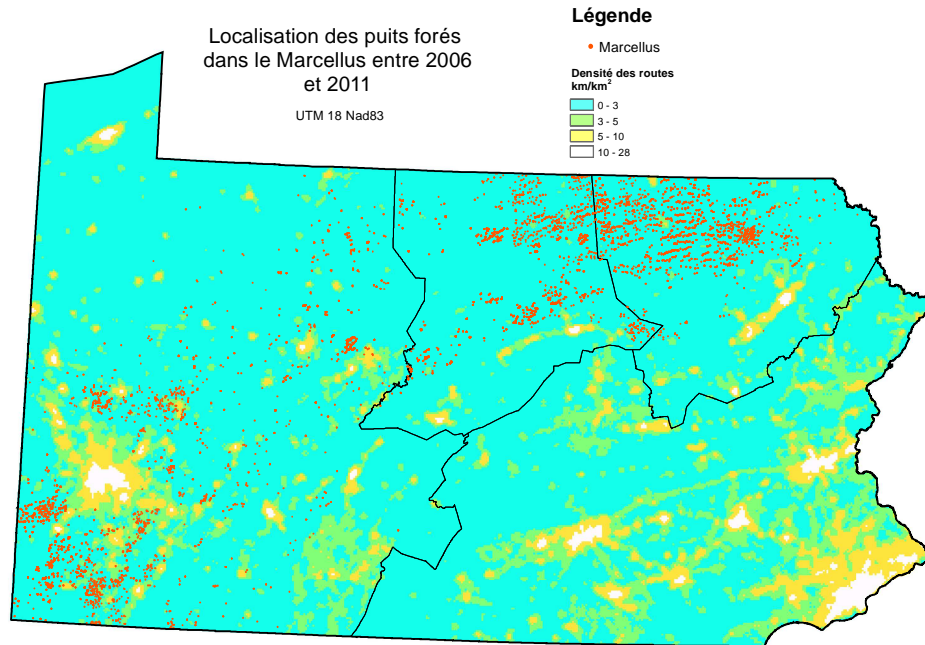 Localisation des puits forés
dans le Marcellus entre 2006
et 2011
UTM 18 Nad83
Légende
Marcellus
Densité des routes
km/km²
0 - 3
3 - 5
5 - 10
10 - 28